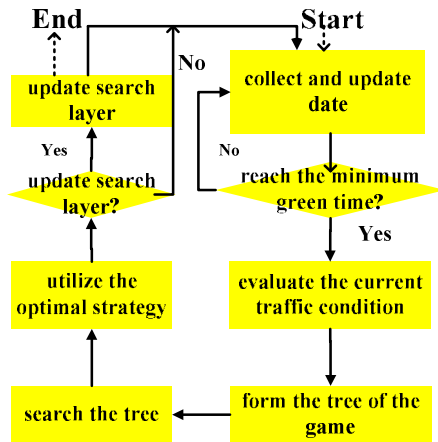 End
Start
No
collect and update
date
update search
layer
Yes
No
update search
layer?
reach the minimum
green time?
Yes
utilize the
optimal strategy
evaluate the current
traffic condition
search the tree
form the tree of the
game